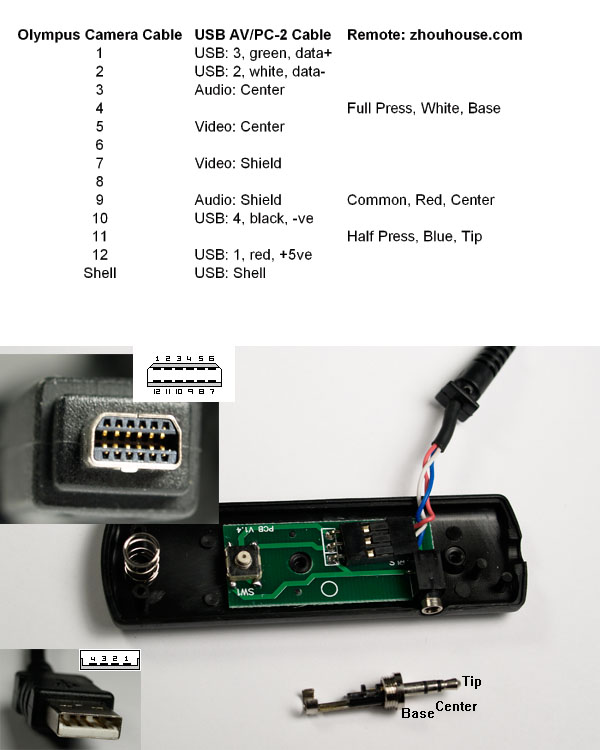 Olympus Camera Cable USB AV/PC-2 Cable Remote: zhouhouse.com
1 USB: 3, green, data+
2 USB: 2, white, data-
3 Audio: Center
4 Full Press, White, Base
5 Video: Center
6
7 Video: Shield
8
9 Audio: Shield Common, Red, Center
10 USB: 4, black, -ve
11 Half Press, Blue, Tip
12 USB: 1, red, +5ve
Shell USB: Shell
1 2 3 4 5 6
12 11 10 9 8 7
PCB V1.4
SW1
4 3 2 1
Tip
Center
Base